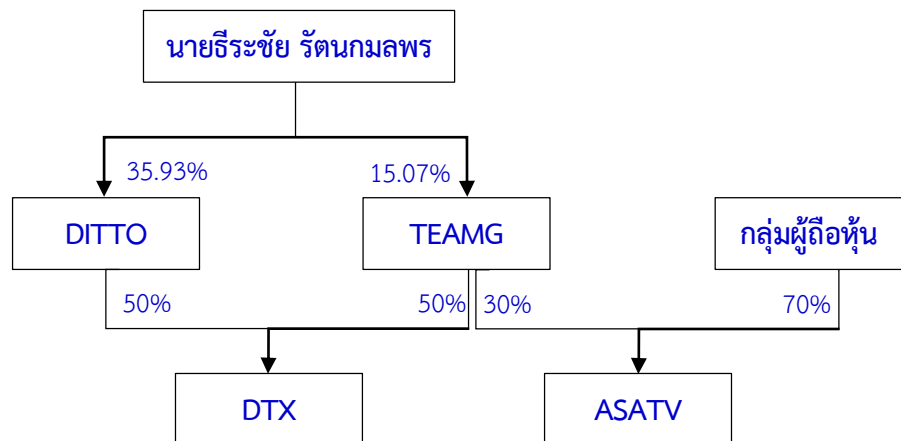 นายธีระชัย รัตนกมลพร
35.93%
15.07%
DITTO
TEAMG
กลุ่มผู้ถือหุ้น
50%
50%
30%
70%
DTX
ASATV